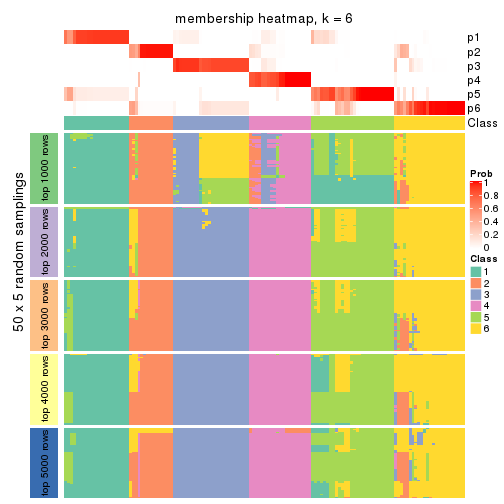 membership heatmap, k = 6
p1
p2
p3
p4
p5
p6
Class
50 x 5 random samplings
top 1000 rows
top 2000 rows
top 3000 rows
top 4000 rows
top 5000 rows
Prob
1
0.8
0.6
0.4
0.2
0
Class
1
2
3
4
5
6